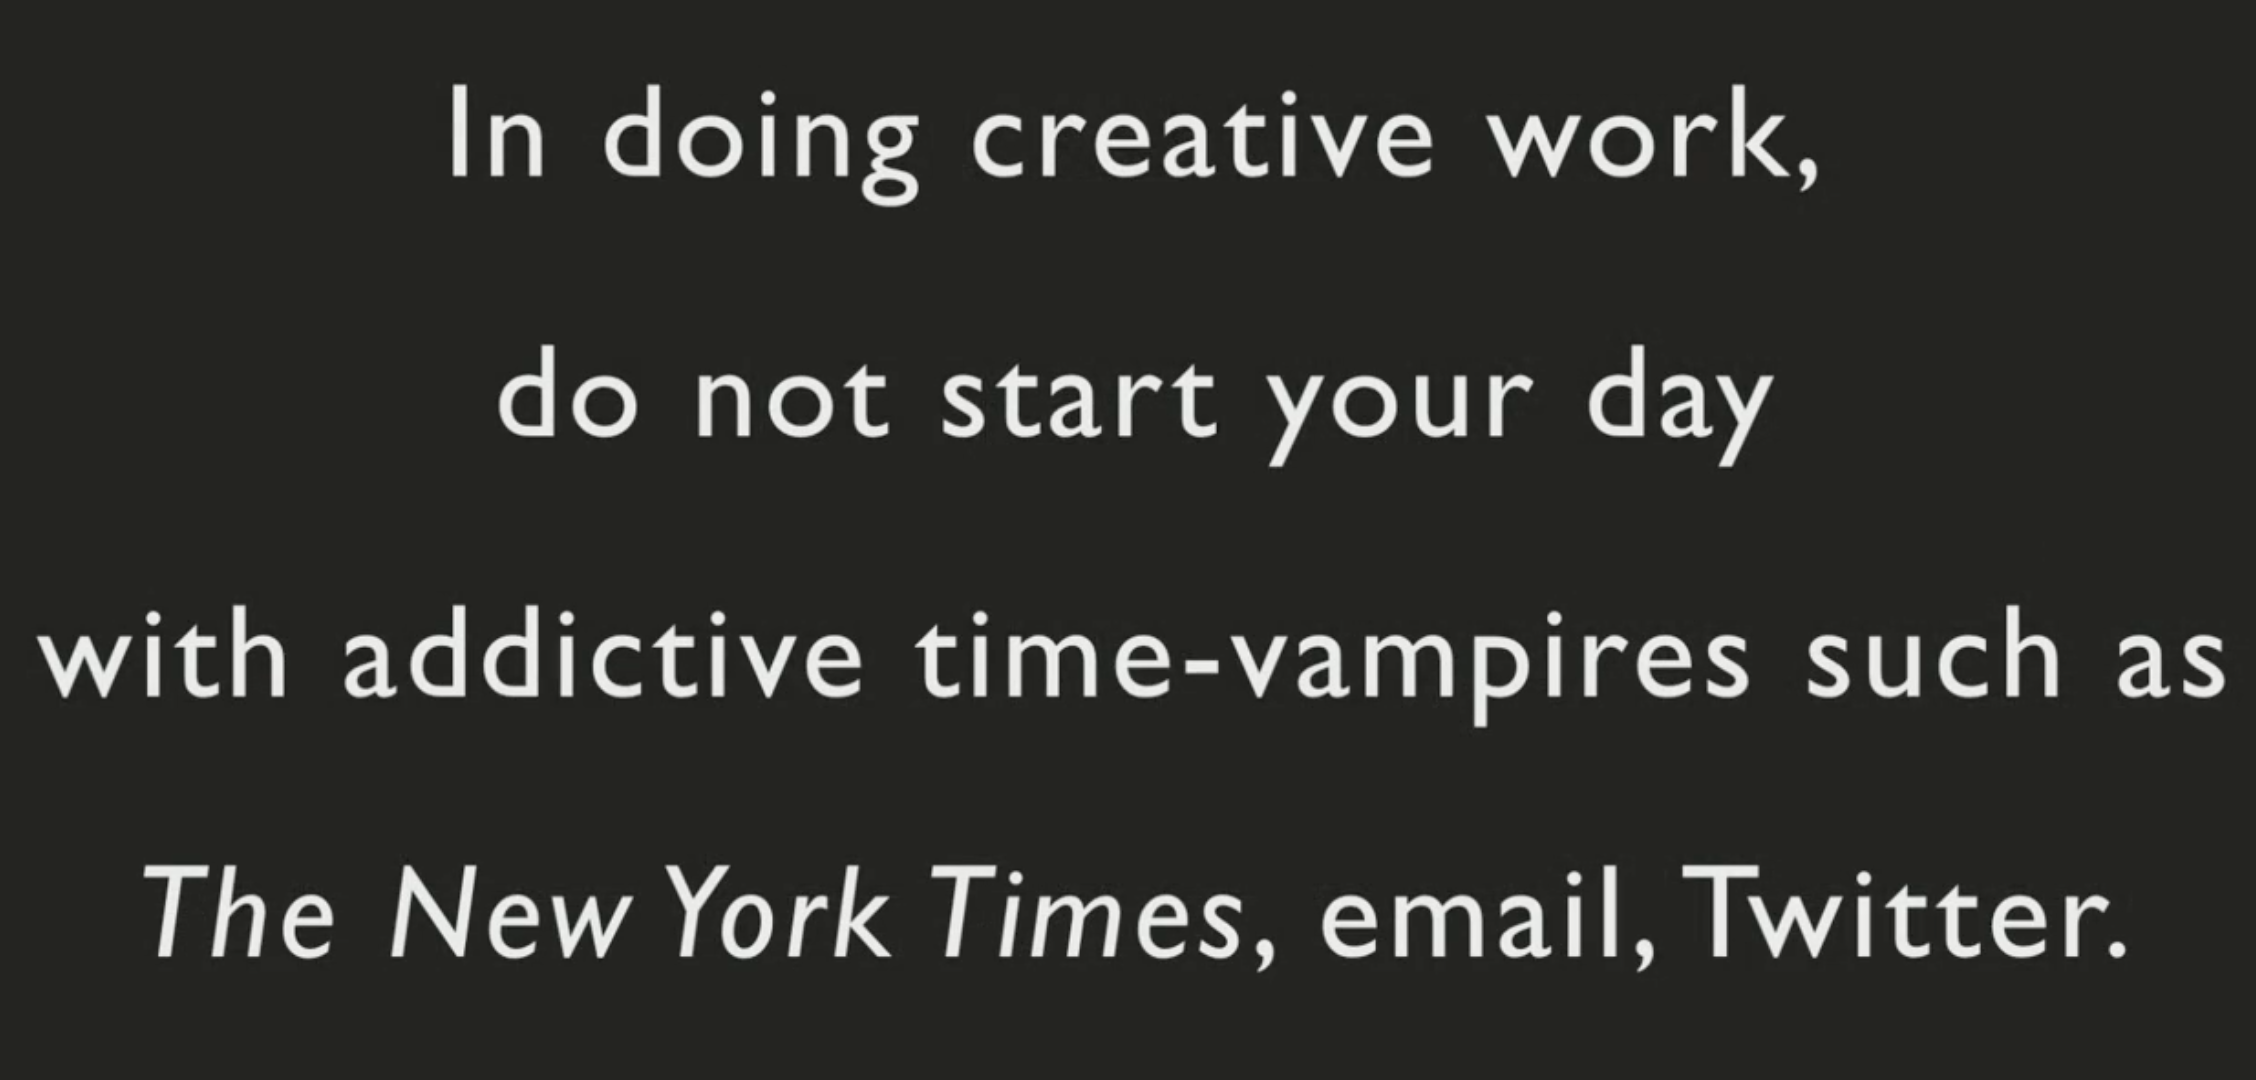 In doing creative work,
do not start your day
with addictive time-vampires such as
The New York Times, email, Twitter.